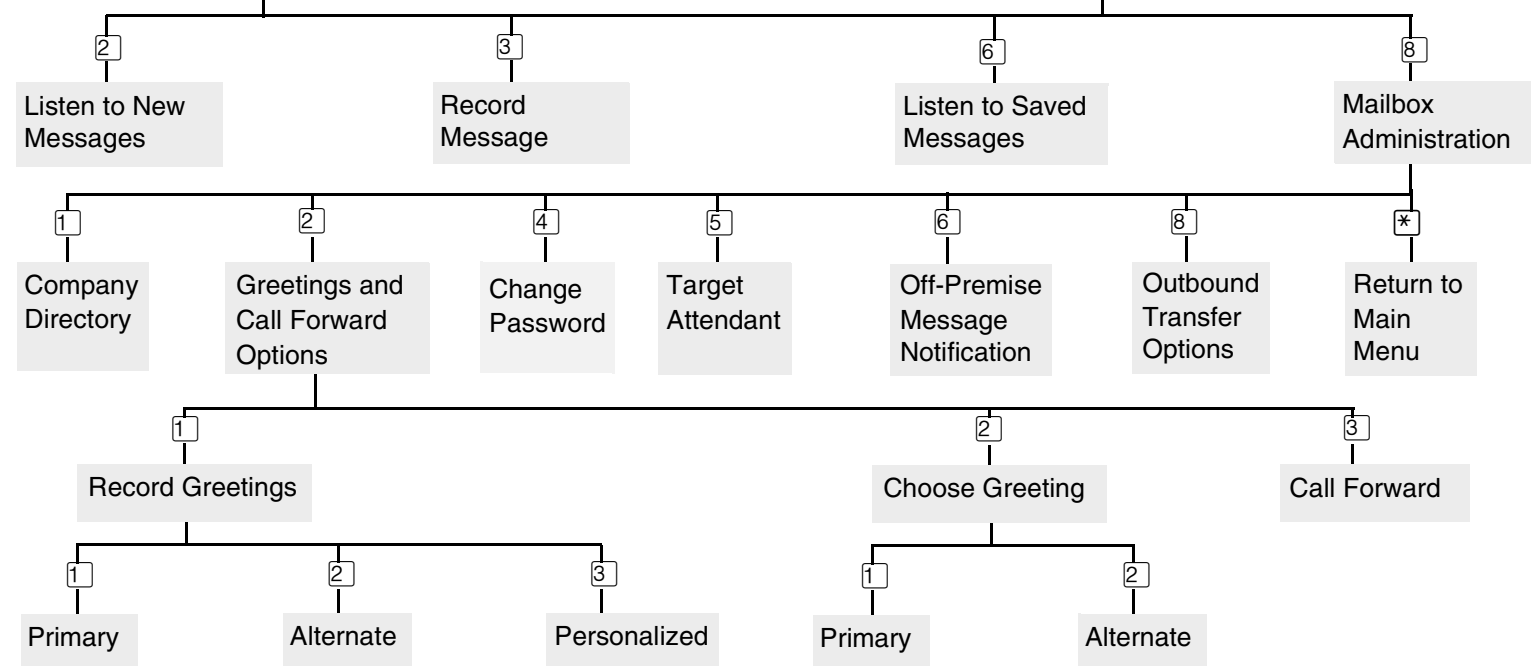 2
3
6
8
Listen to New
Messages
Record
Message
Listen to Saved
Messages
Mailbox
Administration
1
2
4
5
6
8
*
Company
Directory
Greetings and
Call Forward
Options
Change
Password
Target
Attendant
Off-Premise
Message
Notification
Outbound
Transfer
Options
Return to
Main
Menu
1
2
3
Record Greetings
Choose Greeting
Call Forward
1
2
3
1
2
Primary
Alternate
Personalized
Primary
Alternate